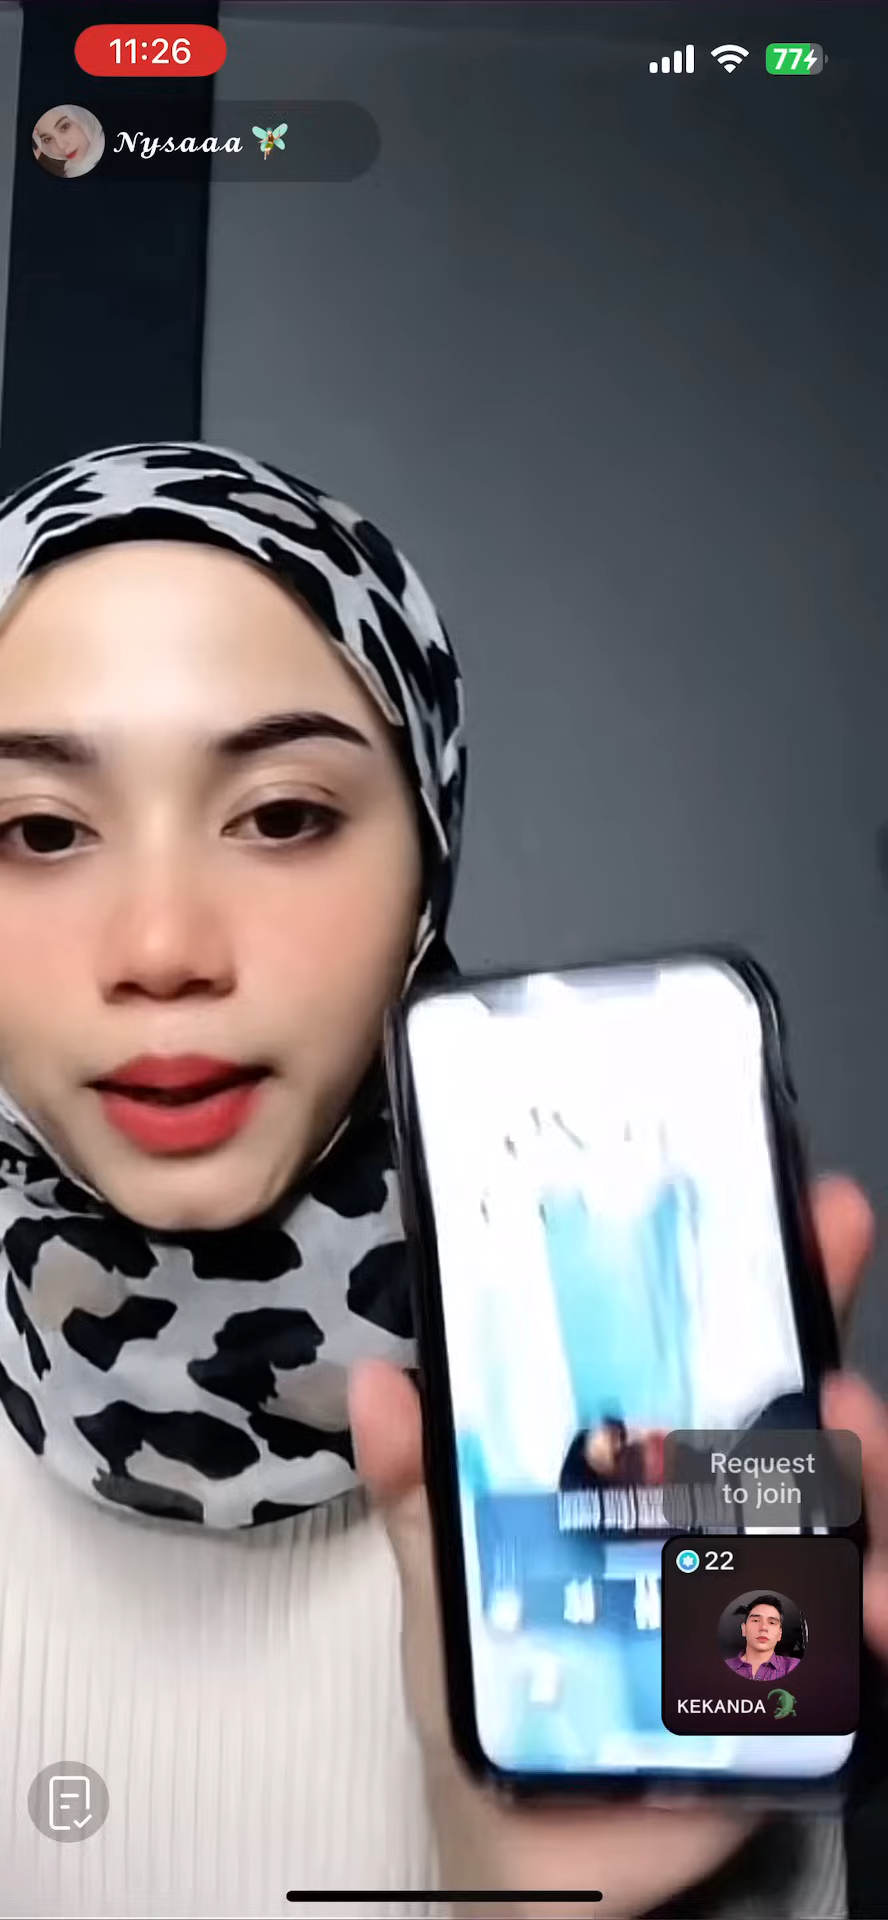 11:26
77
𝓝𝔂𝓼𝓪𝓪𝓪 🧚
Request
to join
22
KEKANDA🐊